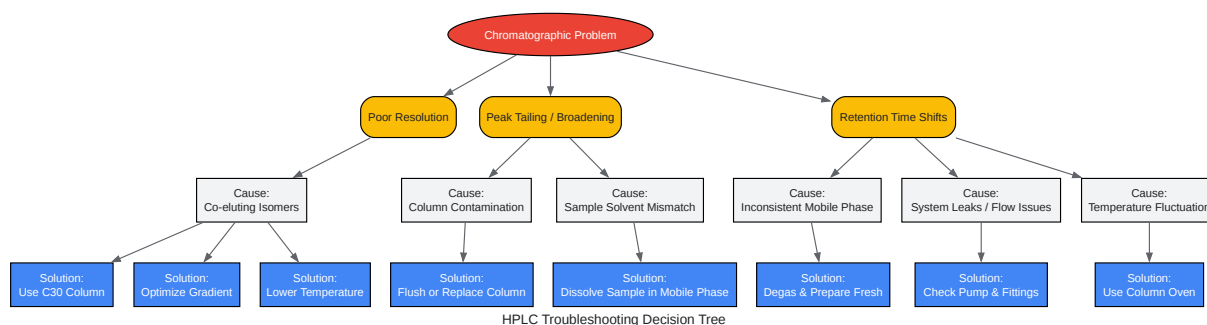 Chromatographic Problem
Poor Resolution
Peak Tailing / Broadening
Retention Time Shifts
Cause:
Co-eluting Isomers
Cause:
Column Contamination
Cause:
Sample Solvent Mismatch
Cause:
Inconsistent Mobile Phase
Cause:
System Leaks / Flow Issues
Cause:
Temperature Fluctuation
Solution:
Use C30 Column
Solution:
Optimize Gradient
Solution:
Lower Temperature
Solution:
Flush or Replace Column
Solution:
Dissolve Sample in Mobile Phase
Solution:
Degas & Prepare Fresh
Solution:
Check Pump & Fittings
Solution:
Use Column Oven
HPLC Troubleshooting Decision Tree